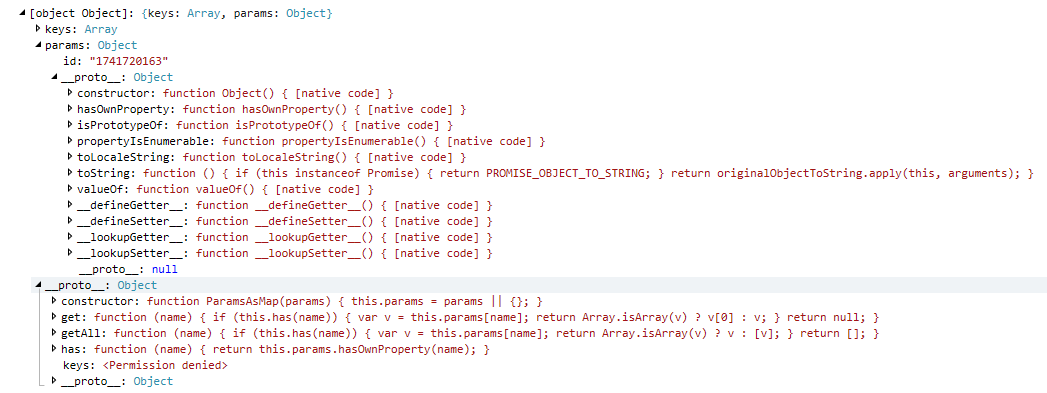 [object Object]: {keys: Array, params: Object}
keys: Array
params: Object
id: "1741720163"
__proto__: Object
constructor: function Object() { [native code] }
hasOwnProperty: function hasOwnProperty() { [native code] }
isPrototypeOf: function isPrototypeOf() { [native code] }
propertyIsEnumerable: function propertyIsEnumerable() { [native code] }
toLocaleString: function toLocaleString() { [native code] }
toString: function () { if (this instanceof Promise) { return PROMISE_OBJECT_TO_STRING; } return originalObjectToString.apply(this, arguments); }
valueOf: function valueOf() { [native code] }
__defineGetter__: function __defineGetter__() { [native code] }
__defineSetter__: function __defineSetter__() { [native code] }
__lookupGetter__: function __lookupGetter__() { [native code] }
__lookupSetter__: function __lookupSetter__() { [native code] }
__proto__: null
__proto__: Object
constructor: function ParamsAsMap(params) { this.params = params || {}; }
get: function (name) { if (this.has(name)) { var v = this.params[name]; return Array.isArray(v) ? v[0] : v; } return null; }
getAll: function (name) { if (this.has(name)) { var v = this.params[name]; return Array.isArray(v) ? v : [v]; } return []; }
has: function (name) { return this.params.hasOwnProperty(name); }
keys: <Permission denied>
__proto__: Object